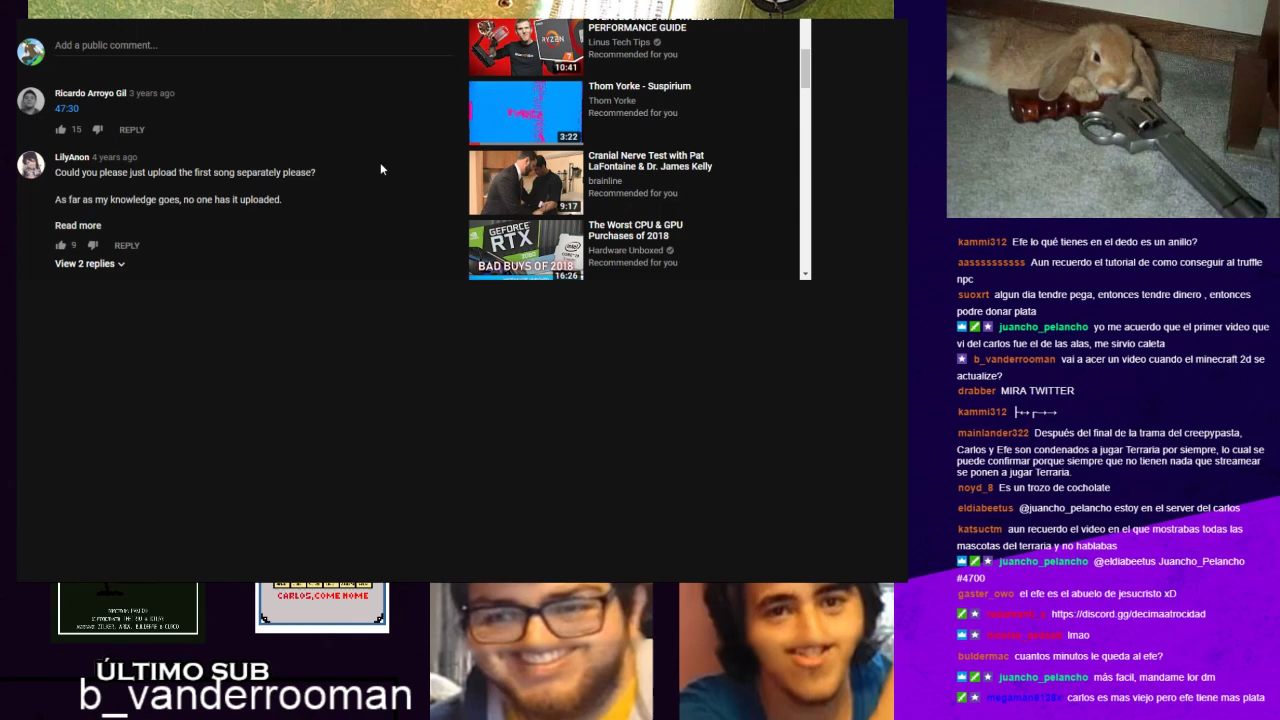 PERFORMANCE GUIDE
Linus Tech Tips
Recommended for you
RYZEN
10:41
Add a public comment...
Ricardo Arroyo Gil 3 years ago
47:30
15 REPLY
LilyAnon 4 years ago
Could you please just upload the first song separately please?
As far as my knowledge goes, no one has it uploaded.
Read more
9 REPLY
View 2 replies
Thom Yorke - Suspirium
Thom Yorke
Recommended for you
3:22
Cranial Nerve Test with Pat
LaFontaine & Dr. James Kelly
brainline
Recommended for you
9:17
The Worst CPU & GPU
Purchases of 2018
Hardware Unboxed
Recommended for you
GEFORCE
RTX
BAD BUYS OF 2018
16:26
CARLOS,COME HOME
ÚLTIMO SUB
b_vanderrooman
kammi312 Efe lo qué tienes en el dedo es un anillo?
aassssssssss Aun recuerdo el tutorial de como conseguir al truffle
npc
suoxrt algun dia tendre pega, entonces tendre dinero , entonces
podre donar plata
juancho_pelancho yo me acuerdo que el primer video que
vi del carlos fue el de las alas, me sirvio caleta
b_vanderrooman vai a acer un video cuando el minecraft 2d se
actualize?
drabber MIRA TWITTER
kammi312 ├↔┌→→
mainlander322 Después del final de la trama del creepypasta,
Carlos y Efe son condenados a jugar Terraria por siempre, lo cual se
puede confirmar porque siempre que no tienen nada que streamear
se ponen a jugar Terraria.
noyd_8 Es un trozo de cocholate
eldiabeetus @juancho_pelancho estoy en el server del carlos
katsuctm aun recuerdo el video en el que mostrabas todas las
mascotas del terraria y no hablabas
juancho_pelancho @eldiabeetus Juancho_Pelancho
#4700
gaster_owo el efe es el abuelo de jesucristo xD
https://discord.gg/decimaatrocidad
lmao
buldermac cuantos minutos le queda al efe?
juancho_pelancho más facil, mandame lor dm
megaman9128x carlos es mas viejo pero efe tiene mas plata